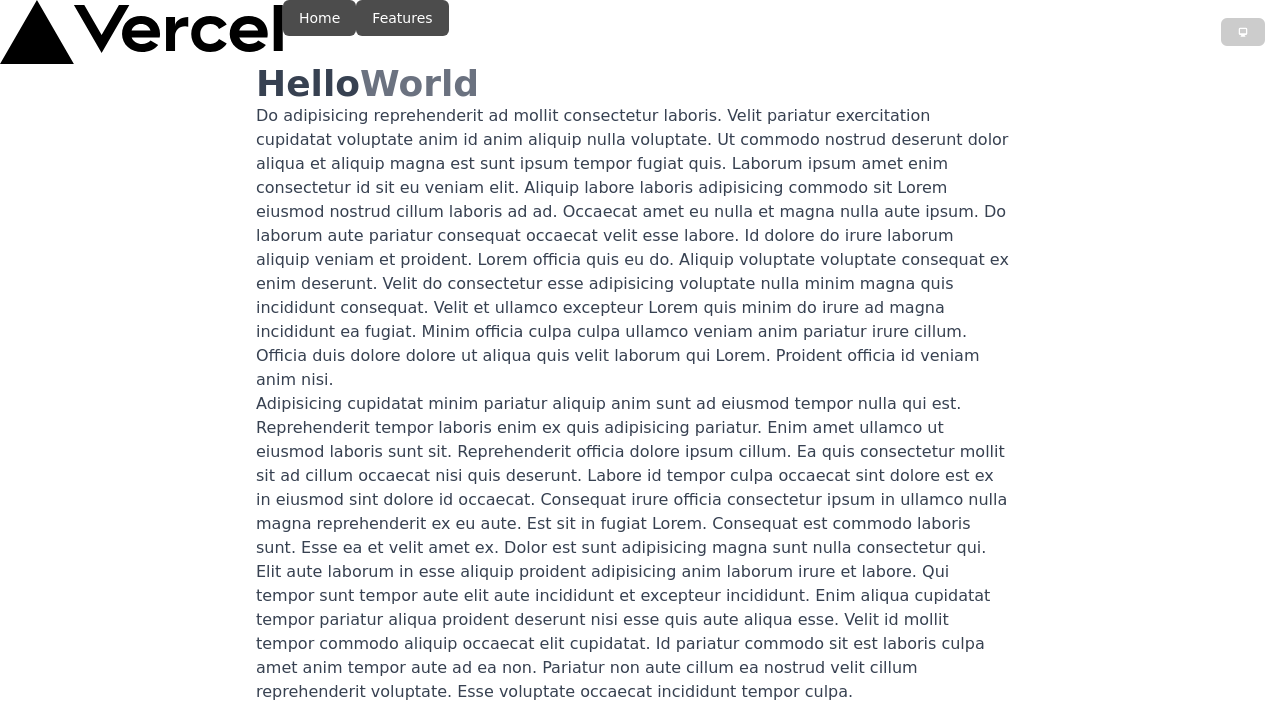 Vercel
Home
Features
HelloWorld
Do adipisicing reprehenderit ad mollit consectetur laboris. Velit pariatur exercitation
cupidatat voluptate anim id anim aliquip nulla voluptate. Ut commodo nostrud deserunt dolor
aliqua et aliquip magna est sunt ipsum tempor fugiat quis. Laborum ipsum amet enim
consectetur id sit eu veniam elit. Aliquip labore laboris adipisicing commodo sit Lorem
eiusmod nostrud cillum laboris ad ad. Occaecat amet eu nulla et magna nulla aute ipsum. Do
laborum aute pariatur consequat occaecat velit esse labore. Id dolore do irure laborum
aliquip veniam et proident. Lorem officia quis eu do. Aliquip voluptate voluptate consequat ex
enim deserunt. Velit do consectetur esse adipisicing voluptate nulla minim magna quis
incididunt consequat. Velit et ullamco excepteur Lorem quis minim do irure ad magna
incididunt ea fugiat. Minim officia culpa culpa ullamco veniam anim pariatur irure cillum.
Officia duis dolore dolore ut aliqua quis velit laborum qui Lorem. Proident officia id veniam
anim nisi.
Adipisicing cupidatat minim pariatur aliquip anim sunt ad eiusmod tempor nulla qui est.
Reprehenderit tempor laboris enim ex quis adipisicing pariatur. Enim amet ullamco ut
eiusmod laboris sunt sit. Reprehenderit officia dolore ipsum cillum. Ea quis consectetur mollit
sit ad cillum occaecat nisi quis deserunt. Labore id tempor culpa occaecat sint dolore est ex
in eiusmod sint dolore id occaecat. Consequat irure officia consectetur ipsum in ullamco nulla
magna reprehenderit ex eu aute. Est sit in fugiat Lorem. Consequat est commodo laboris
sunt. Esse ea et velit amet ex. Dolor est sunt adipisicing magna sunt nulla consectetur qui.
Elit aute laborum in esse aliquip proident adipisicing anim laborum irure et labore. Qui
tempor sunt tempor aute elit aute incididunt et excepteur incididunt. Enim aliqua cupidatat
tempor pariatur aliqua proident deserunt nisi esse quis aute aliqua esse. Velit id mollit
tempor commodo aliquip occaecat elit cupidatat. Id pariatur commodo sit est laboris culpa
amet anim tempor aute ad ea non. Pariatur non aute cillum ea nostrud velit cillum
reprehenderit voluptate. Esse voluptate occaecat incididunt tempor culpa.